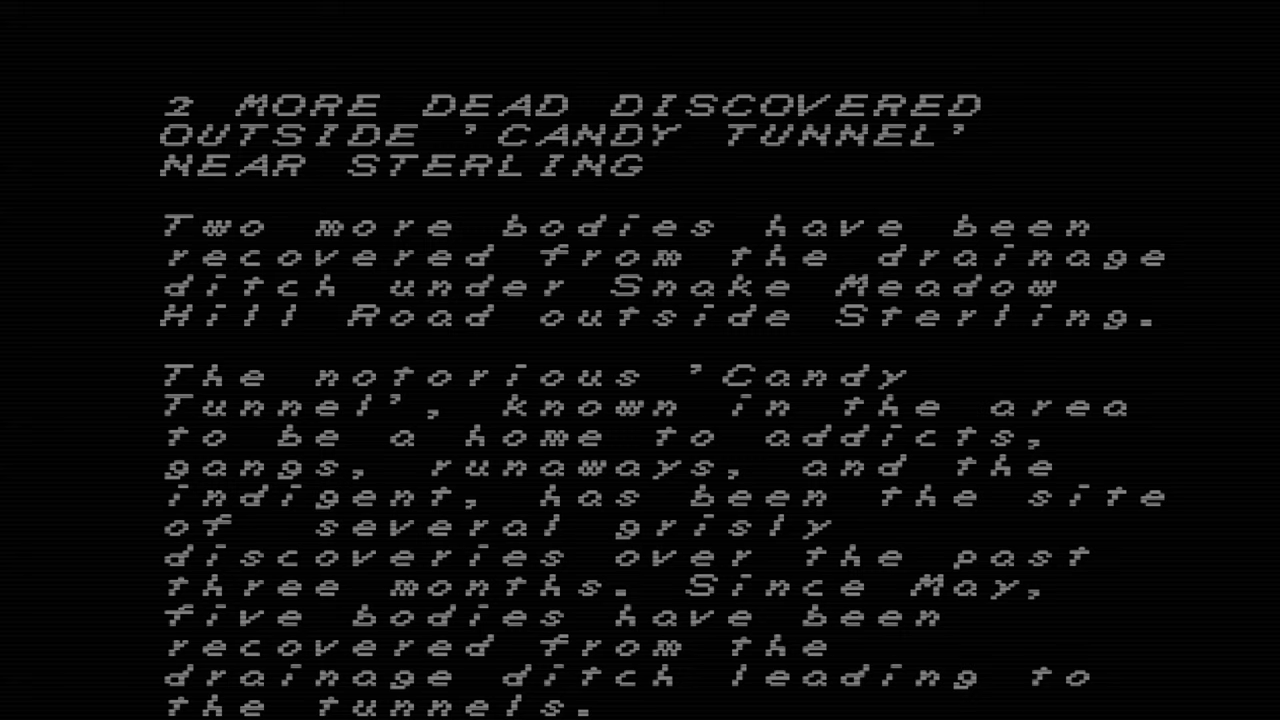 2 MORE DEAD DISCOVERED
OUTSIDE 'CANDY TUNNEL'
NEAR STERLING
Two more bodies have been
recovered from the drainage
ditch under Snake Meadow
Hill Road outside Sterling.
The notorious 'Candy
Tunnel', known in the area
to be a home to addicts,
gangs, runaways, and the
indigent, has been the site
of several grisly
discoveries over the past
three months. Since May,
five bodies have been
recovered from the
drainage ditch leading to
the tunnels.